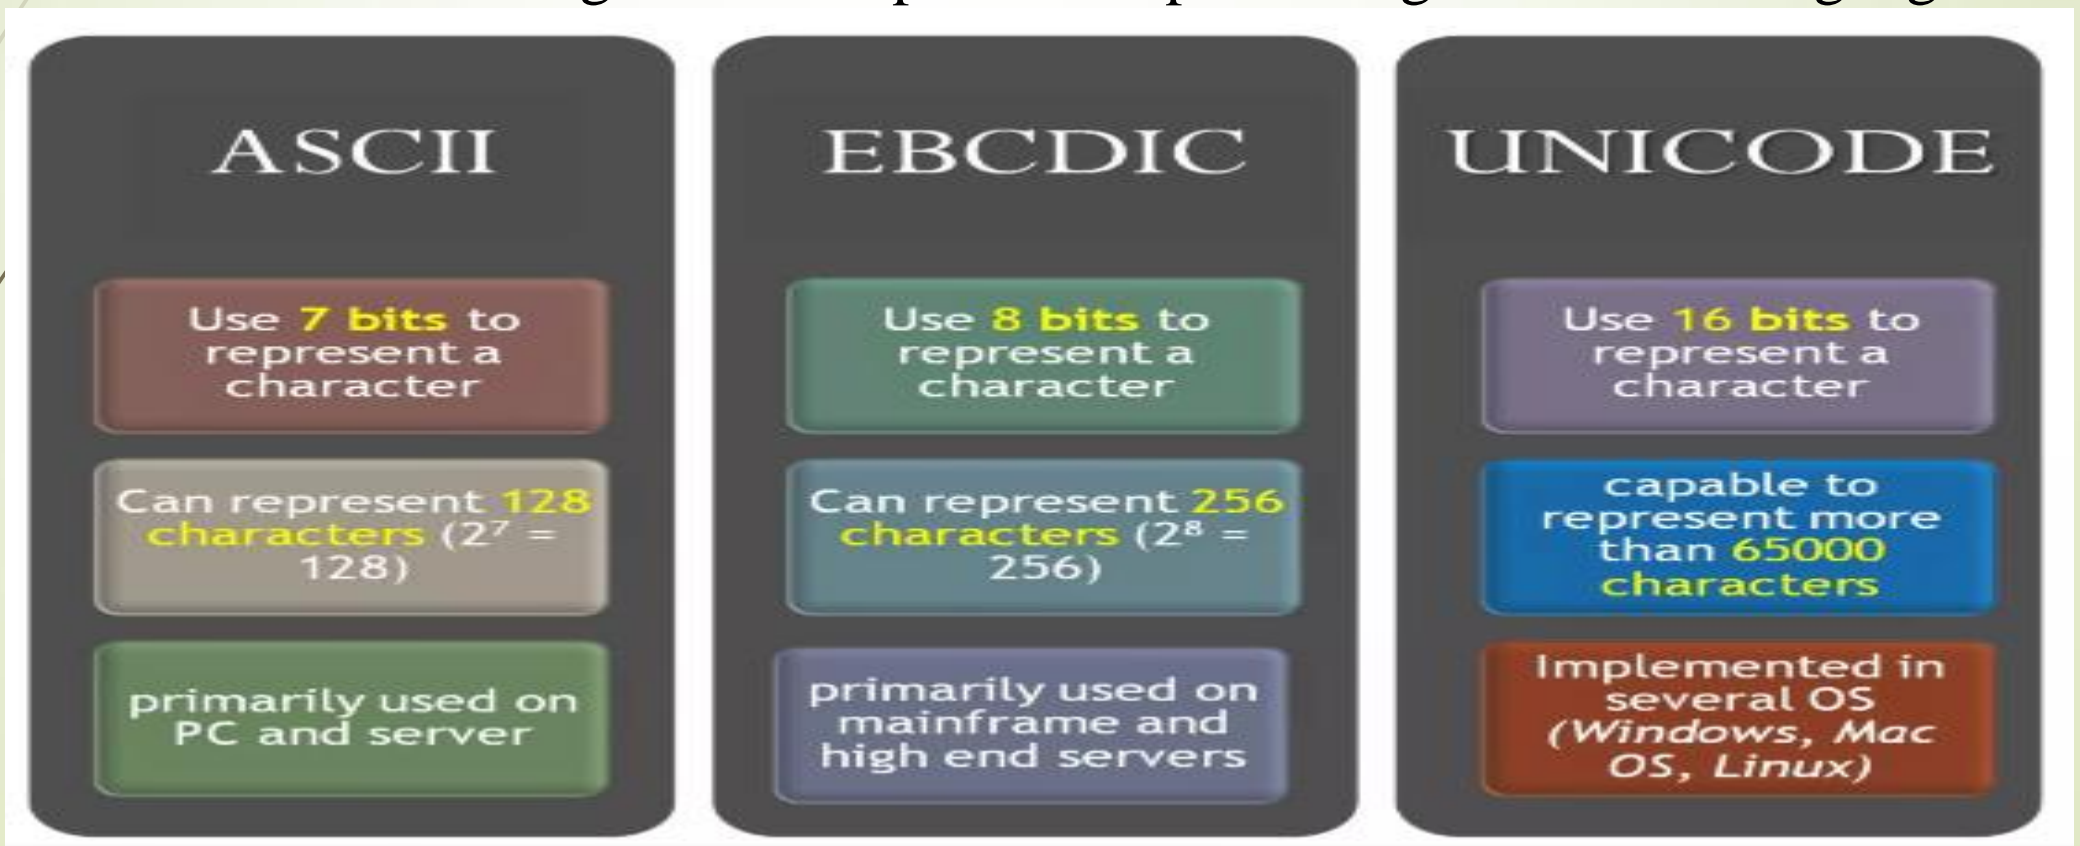 ASCII
Use 7 bits to
represent a
character
Can represent 128
characters (2⁷ =
128)
primarily used on
PC and server
EBCDIC
Use 8 bits to
represent a
character
Can represent 256
characters (2⁸ =
256)
primarily used on
mainframe and
high end servers
UNICODE
Use 16 bits to
represent a
character
capable to
represent more
than 65000
characters
Implemented in
several OS
(Windows, Mac
OS, Linux)